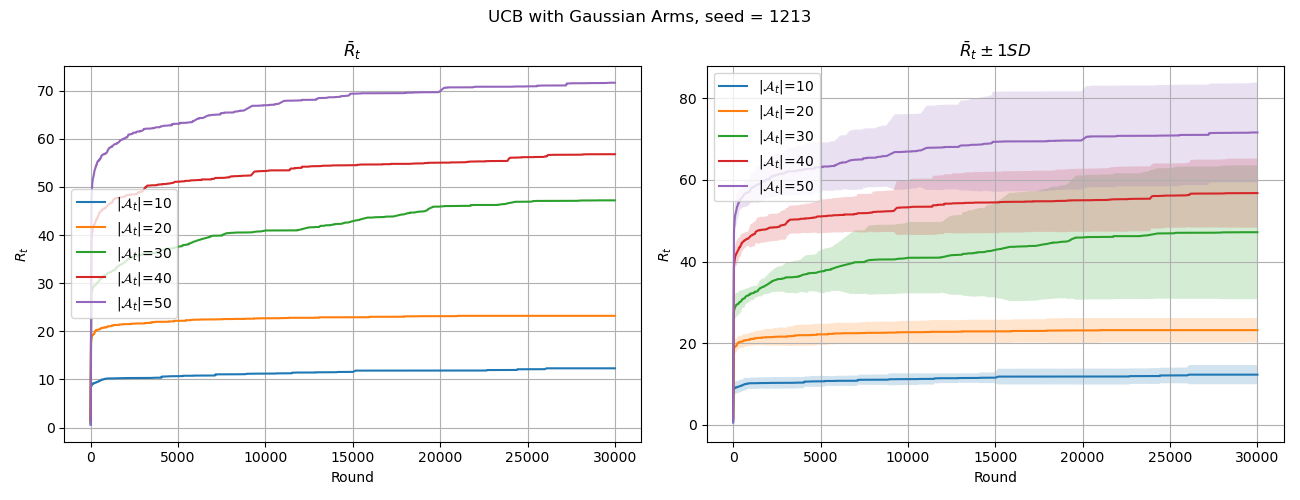 UCB with Gaussian Arms, seed = 1213
R̄ₜ
Rₜ
70
60
50
40
30
20
10
0
|𝒜ₜ|=10
|𝒜ₜ|=20
|𝒜ₜ|=30
|𝒜ₜ|=40
|𝒜ₜ|=50
0 5000 10000 15000 20000 25000 30000
Round
R̄ₜ ± 1SD
Rₜ
80
60
40
20
0
|𝒜ₜ|=10
|𝒜ₜ|=20
|𝒜ₜ|=30
|𝒜ₜ|=40
|𝒜ₜ|=50
0 5000 10000 15000 20000 25000 30000
Round